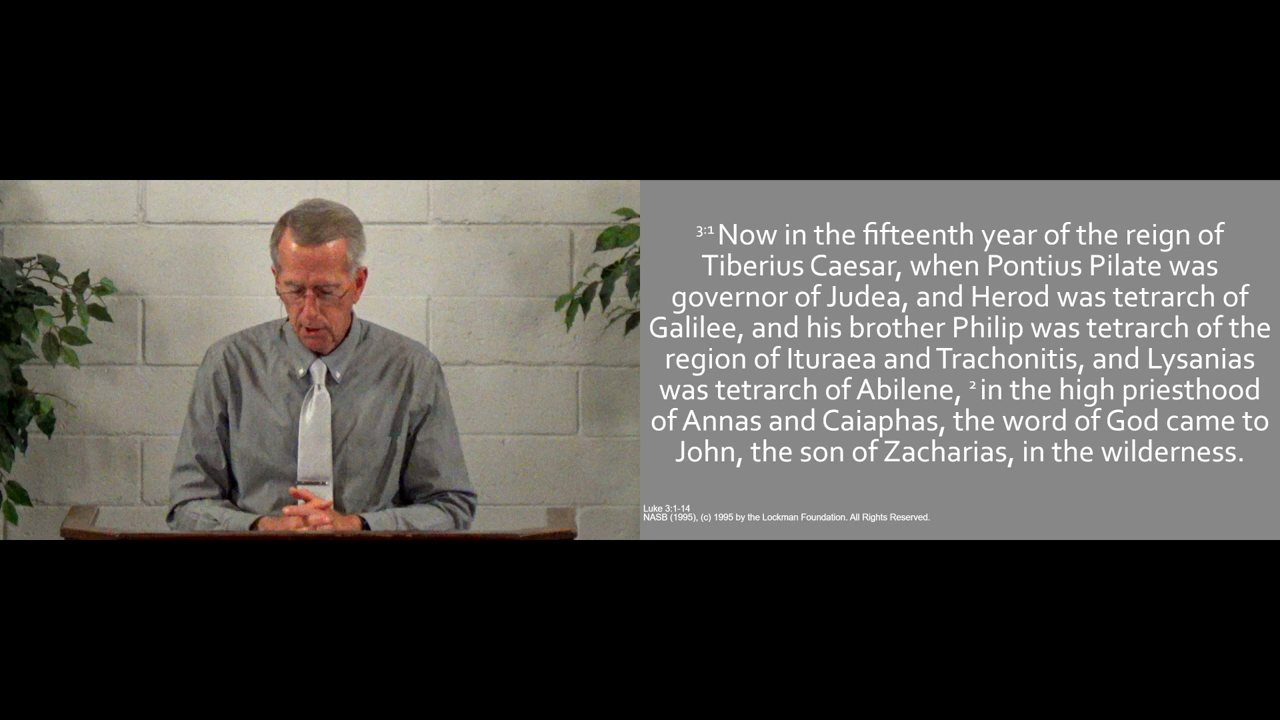 3:1 Now in the fifteenth year of the reign of
Tiberius Caesar, when Pontius Pilate was
governor of Judea, and Herod was tetrarch of
Galilee, and his brother Philip was tetrarch of the
region of Ituraea and Trachonitis, and Lysanias
was tetrarch of Abilene, 2 in the high priesthood
of Annas and Caiaphas, the word of God came to
John, the son of Zacharias, in the wilderness.
Luke 3:1-14
NASB (1995), (c) 1995 by the Lockman Foundation. All Rights Reserved.